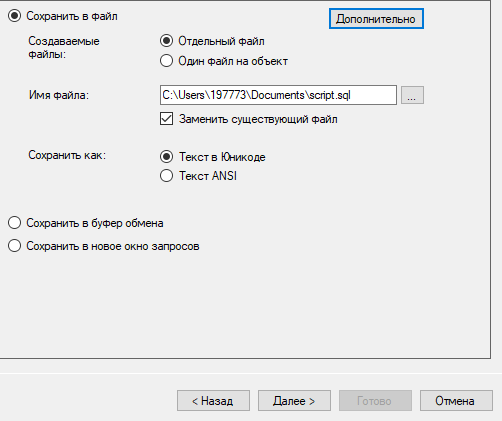 Сохранить в файл
Дополнительно
Создаваемые
файлы:
Отдельный файл
Один файл на объект
Имя файла:
C:\Users\197773\Documents\script.sql
...
Заменить существующий файл
Сохранить как:
Текст в Юникоде
Текст ANSI
Сохранить в буфер обмена
Сохранить в новое окно запросов
< Назад
Далее >
Готово
Отмена